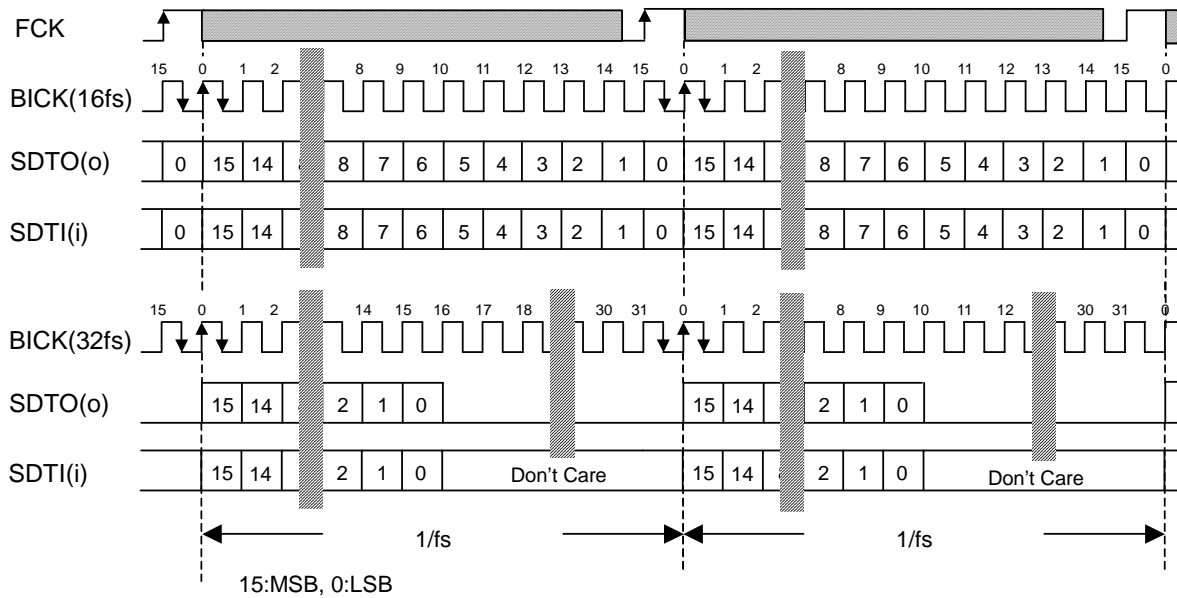 FCK
15 0 1 2 8 9 10 11 12 13 14 15 0 1 2 8 9 10 11 12 13 14 15 0
BICK(16fs)
SDTO(o) 0 15 14 8 7 6 5 4 3 2 1 0 15 14 8 7 6 5 4 3 2 1 0
SDTI(i) 0 15 14 8 7 6 5 4 3 2 1 0 15 14 8 7 6 5 4 3 2 1 0
15 0 1 2 14 15 16 17 18 30 31 0 1 2 8 9 10 11 12 30 31 0
BICK(32fs)
SDTO(o) 15 14 2 1 0 15 14 2 1 0
SDTI(i) 15 14 2 1 0 Don't Care 15 14 2 1 0 Don't Care
1/fs 1/fs
15:MSB, 0:LSB